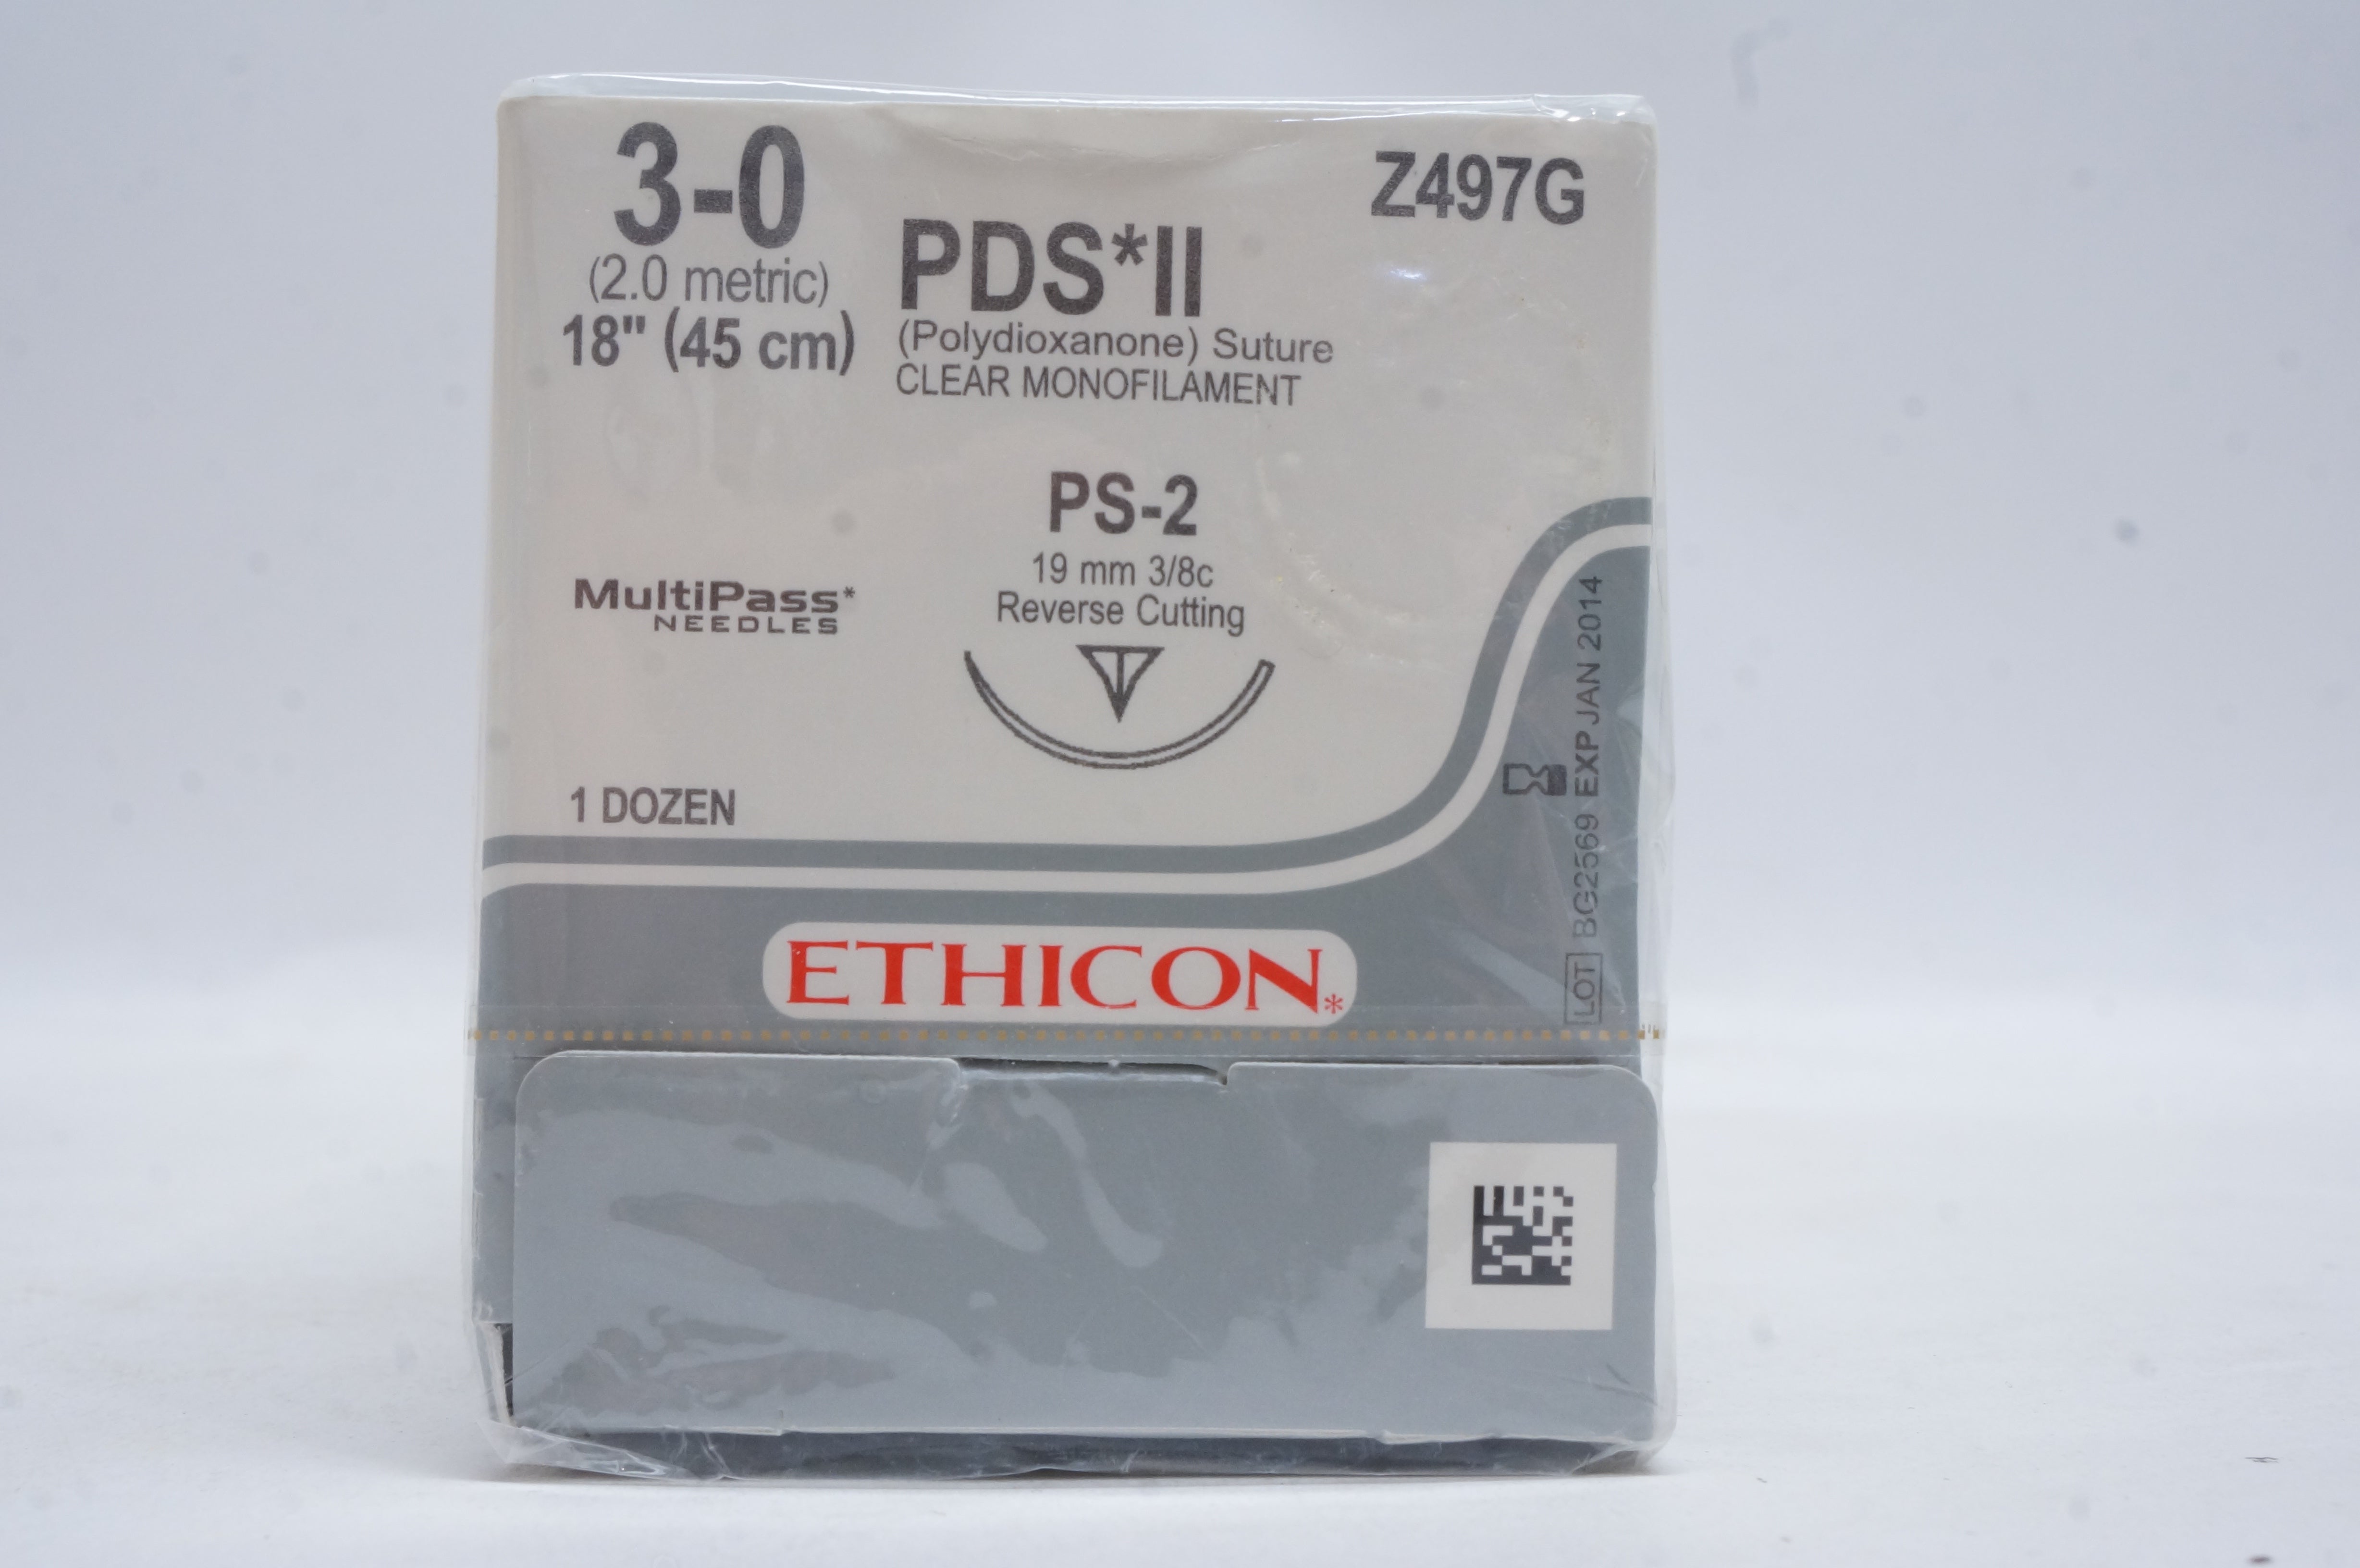 3-0
(2.0 metric)
18" (45 cm)
Z497G
PDS*II
(Polydioxanone) Suture
CLEAR MONOFILAMENT
PS-2
19 mm 3/8c
Reverse Cutting
MultiPass*
NEEDLES
1 DOZEN
ETHICON*
LOT BG2569 EXP JAN 2014